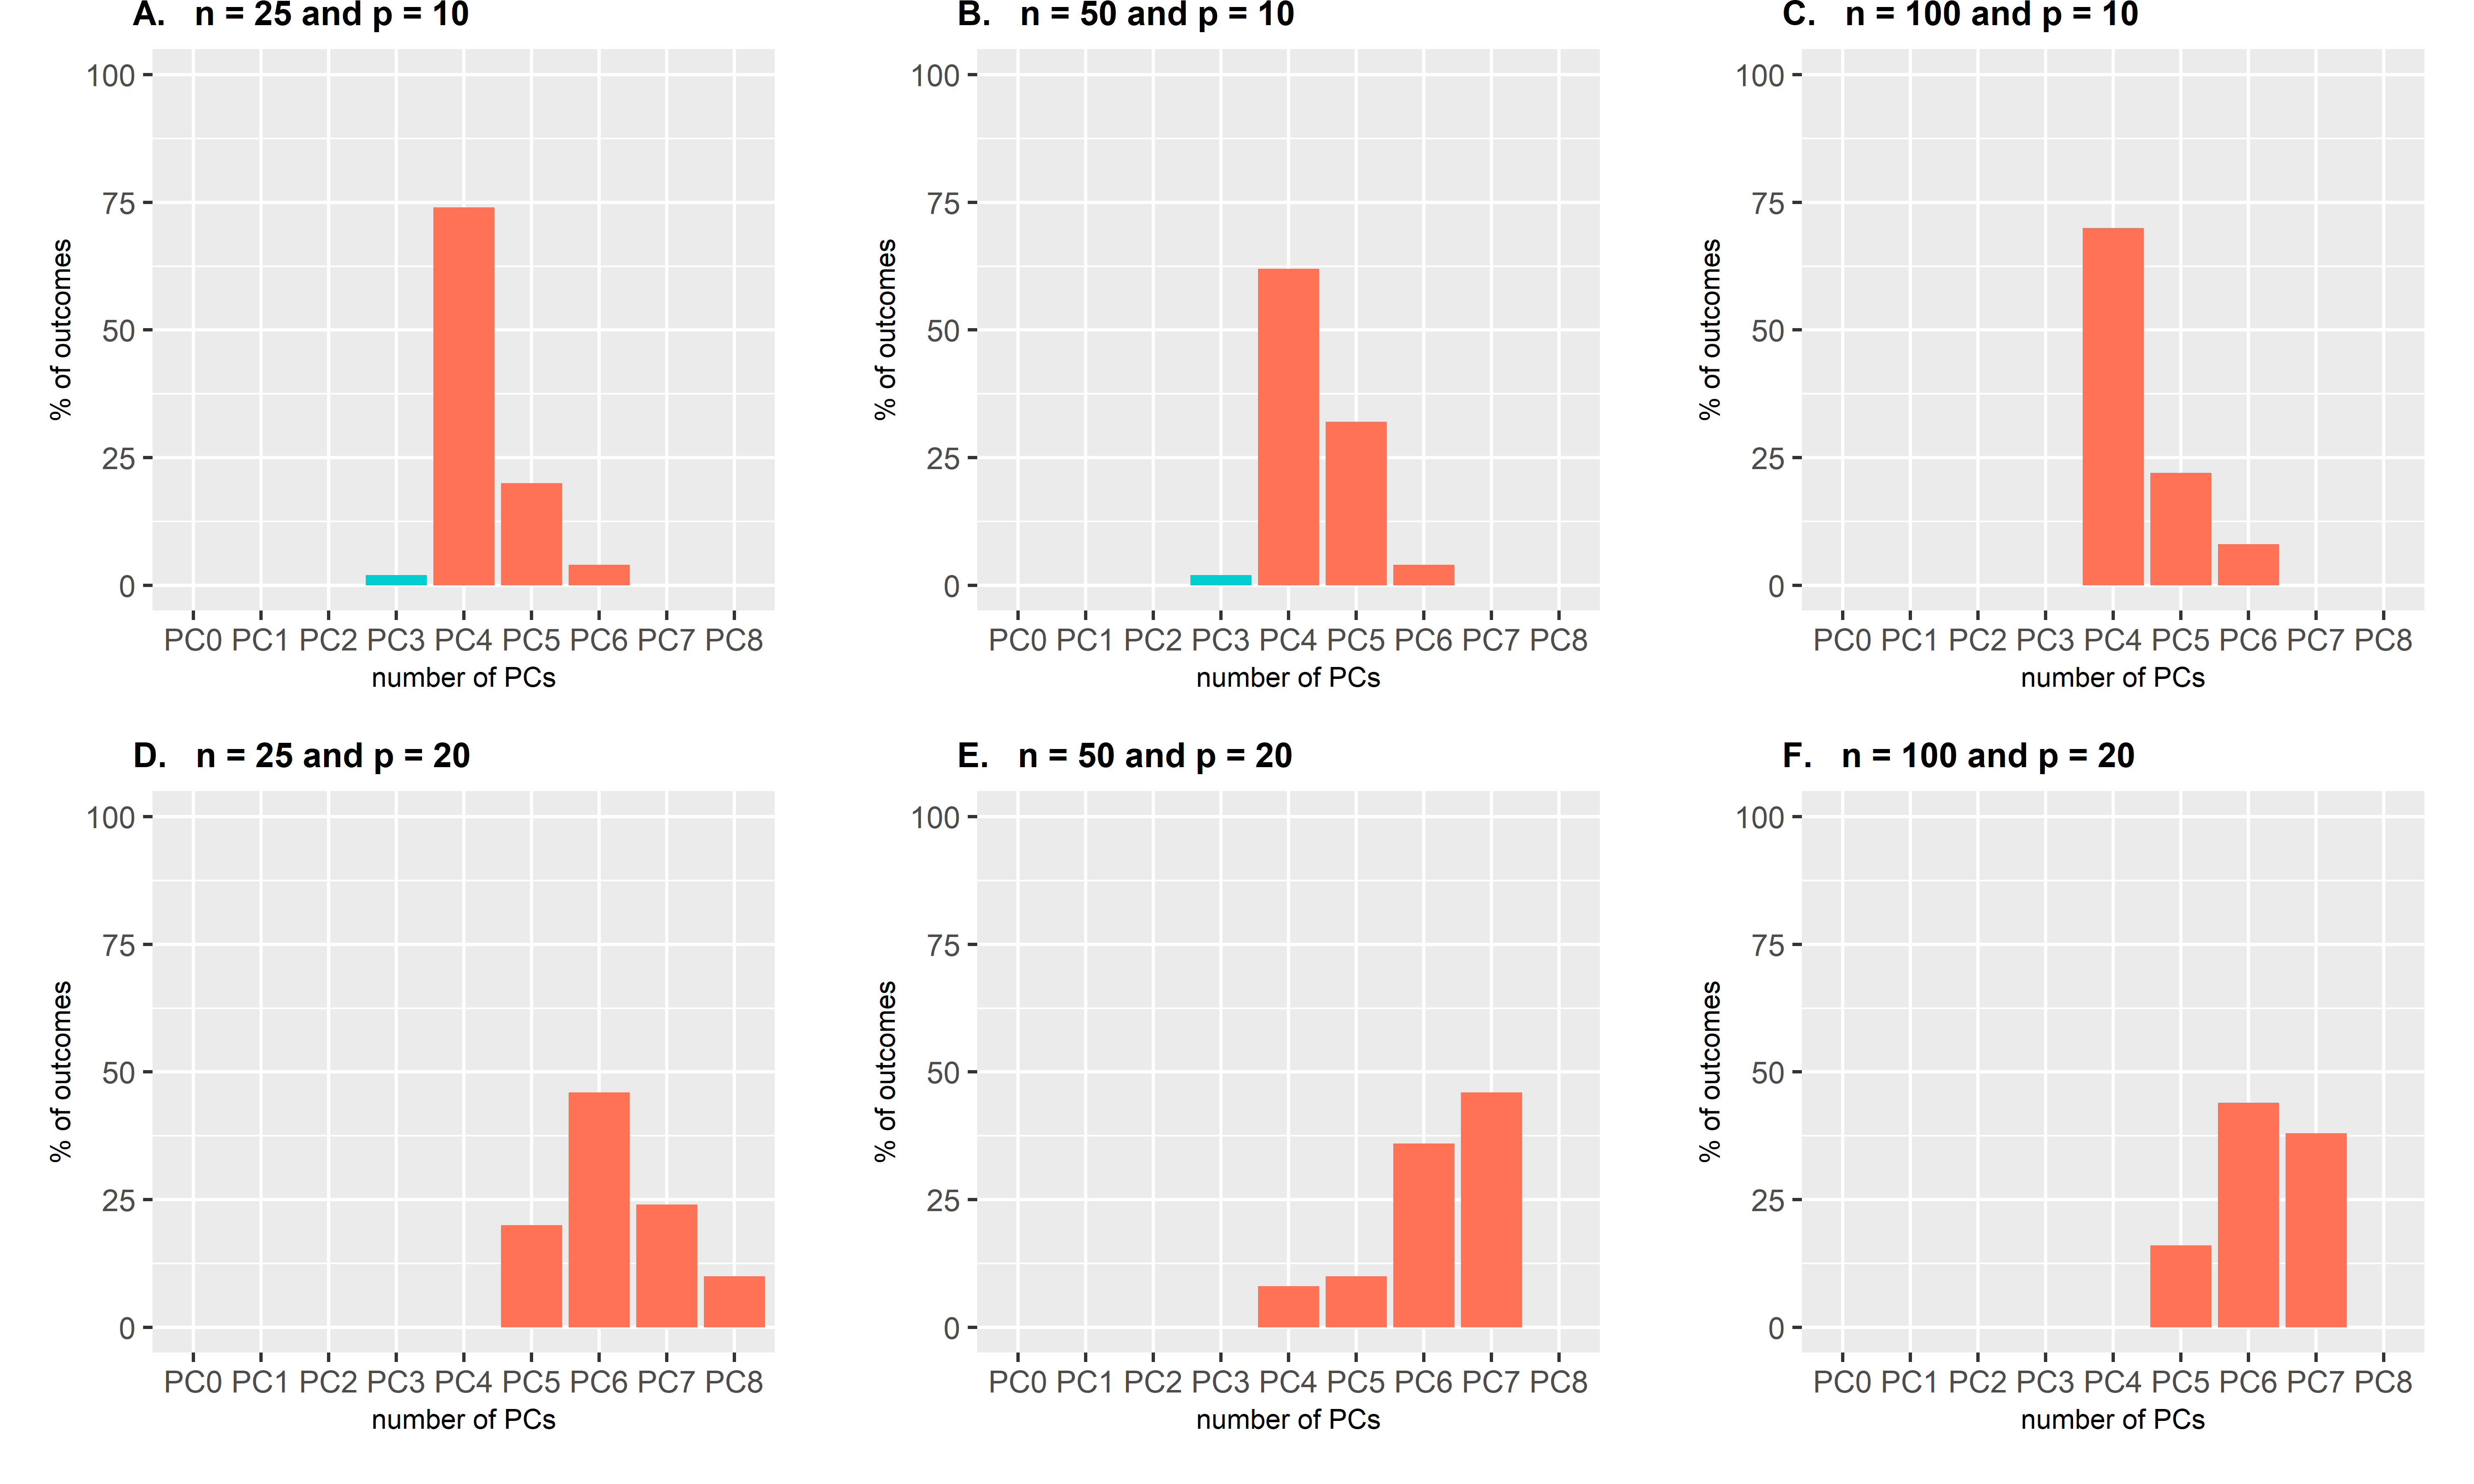 A. n = 25 and p = 10
100
75
50
25
0
% of outcomes
PC0 PC1 PC2 PC3 PC4 PC5 PC6 PC7 PC8
number of PCs
B. n = 50 and p = 10
100
75
50
25
0
% of outcomes
PC0 PC1 PC2 PC3 PC4 PC5 PC6 PC7 PC8
number of PCs
C. n = 100 and p = 10
100
75
50
25
0
% of outcomes
PC0 PC1 PC2 PC3 PC4 PC5 PC6 PC7 PC8
number of PCs
D. n = 25 and p = 20
100
75
50
25
0
% of outcomes
PC0 PC1 PC2 PC3 PC4 PC5 PC6 PC7 PC8
number of PCs
E. n = 50 and p = 20
100
75
50
25
0
% of outcomes
PC0 PC1 PC2 PC3 PC4 PC5 PC6 PC7 PC8
number of PCs
F. n = 100 and p = 20
100
75
50
25
0
% of outcomes
PC0 PC1 PC2 PC3 PC4 PC5 PC6 PC7 PC8
number of PCs